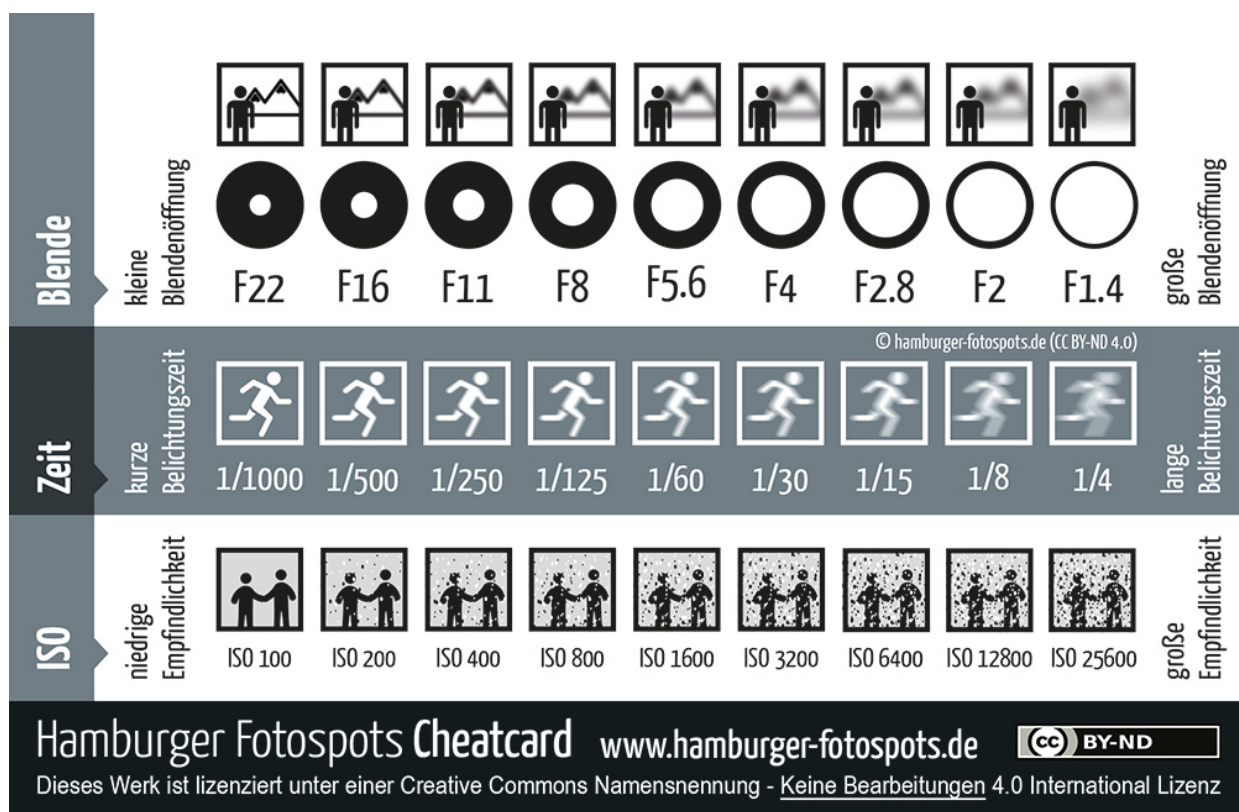 Blende
kleine
Blendenöffnung
F22 F16 F11 F8 F5.6 F4 F2.8 F2 F1.4
große
Blendenöffnung
© hamburger-fotospots.de (CC BY-ND 4.0)
Zeit
kurze
Belichtungszeit
1/1000 1/500 1/250 1/125 1/60 1/30 1/15 1/8 1/4
lange
Belichtungszeit
ISO
niedrige
Empfindlichkeit
ISO 100 ISO 200 ISO 400 ISO 800 ISO 1600 ISO 3200 ISO 6400 ISO 12800 ISO 25600
große
Empfindlichkeit
Hamburger Fotospots Cheatcard www.hamburger-fotospots.de cc BY-ND
Dieses Werk ist lizenziert unter einer Creative Commons Namensnennung - Keine Bearbeitungen 4.0 International Lizenz